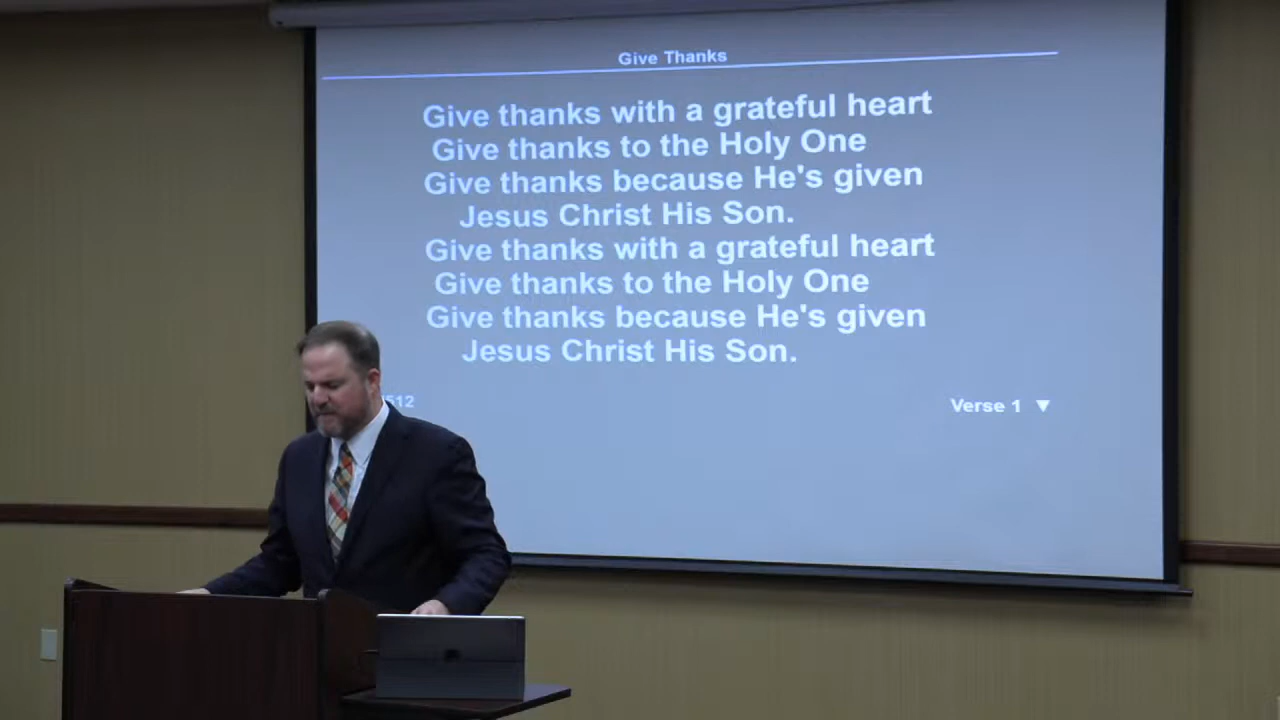 Give Thanks
Give thanks with a grateful heart
Give thanks to the Holy One
Give thanks because He's given
Jesus Christ His Son.
Give thanks with a grateful heart
Give thanks to the Holy One
Give thanks because He's given
Jesus Christ His Son.
Verse 1 ▼